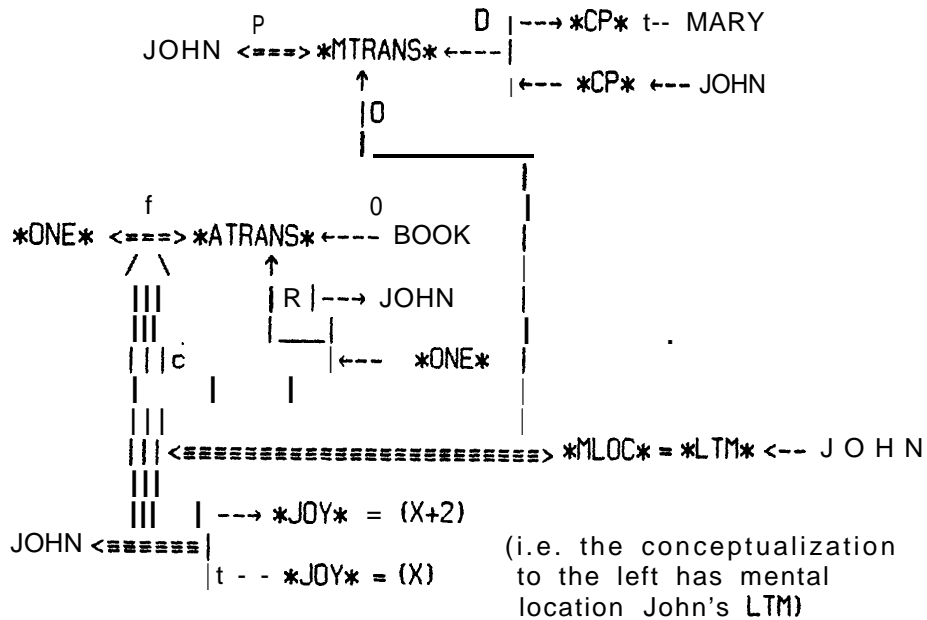 D |---→ *CP* t-- MARY
P
JOHN <===> *MTRANS* ←----|
↑ |←--- *CP* ←--- JOHN
|O
f 0
*ONE* <===> *ATRANS* ←---- BOOK
/ \ ↑
||| | R |---→ JOHN
|||
|||c |←--- *ONE*
| | |
|||
||| <≡≡≡≡≡≡≡≡≡≡≡≡≡≡≡≡≡≡≡≡≡≡≡> *MLOC* = *LTM* <-- J O H N
|||
||| | ---→ *JOY* = (X+2)
JOHN <≡≡≡≡≡≡| (i.e. the conceptualization
|t - - *JOY* = (X) to the left has mental
location John's LTM)